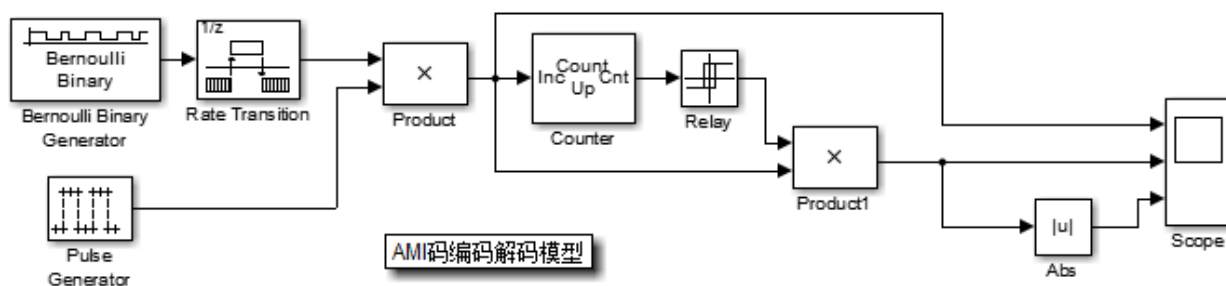 Bernoulli
Binary
Bernoulli Binary
Generator
1/z
Rate Transition
×
Product
Count
Inc Cnt
Up
Counter
Relay
×
Product1
Scope
|u|
Abs
Pulse
Generator
AMI码编码解码模型